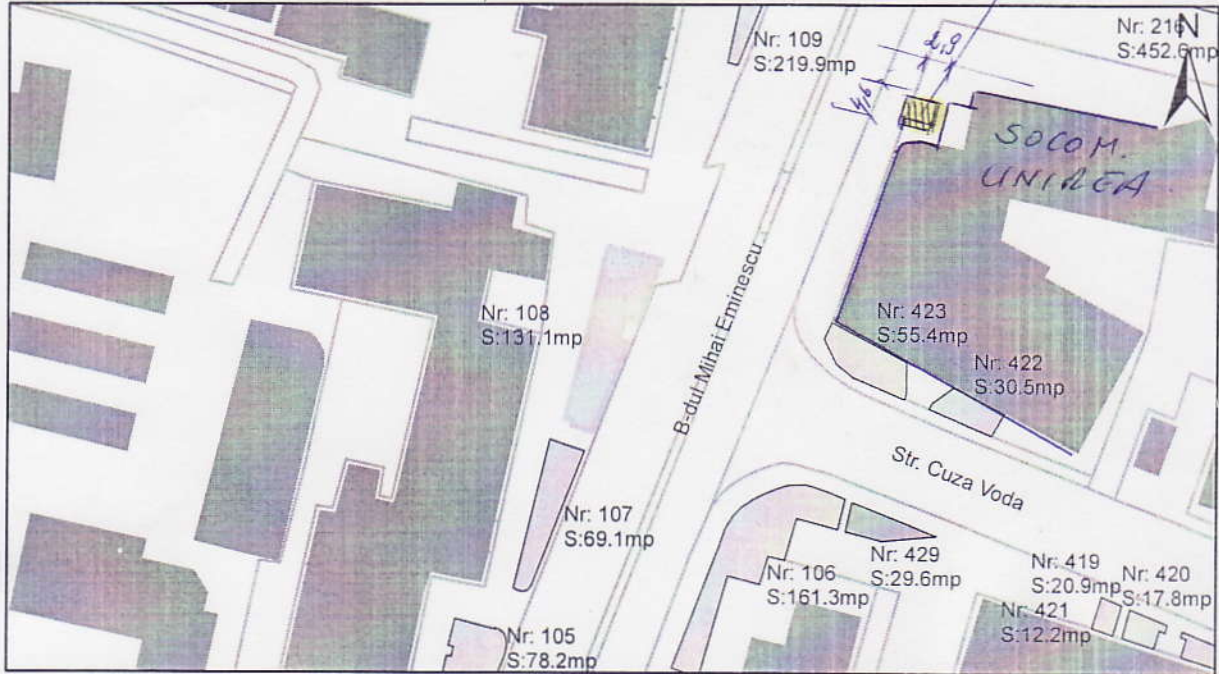 Nr: 109
S:219.9mp
Nr: 216
S:452.6mp
N
2,9
4,6
SOCOM.
UNIREA
Nr: 108
S:131.1mp
B-dul Mihai Eminescu
Nr: 423
S:55.4mp
Nr: 422
S:30.5mp
Str. Cuza Voda
Nr: 107
S:69.1mp
Nr: 429
S:29.6mp
Nr: 106
S:161.3mp
Nr: 419
S:20.9mp
Nr: 420
S:17.8mp
Nr: 421
S:12.2mp
Nr: 105
S:78.2mp